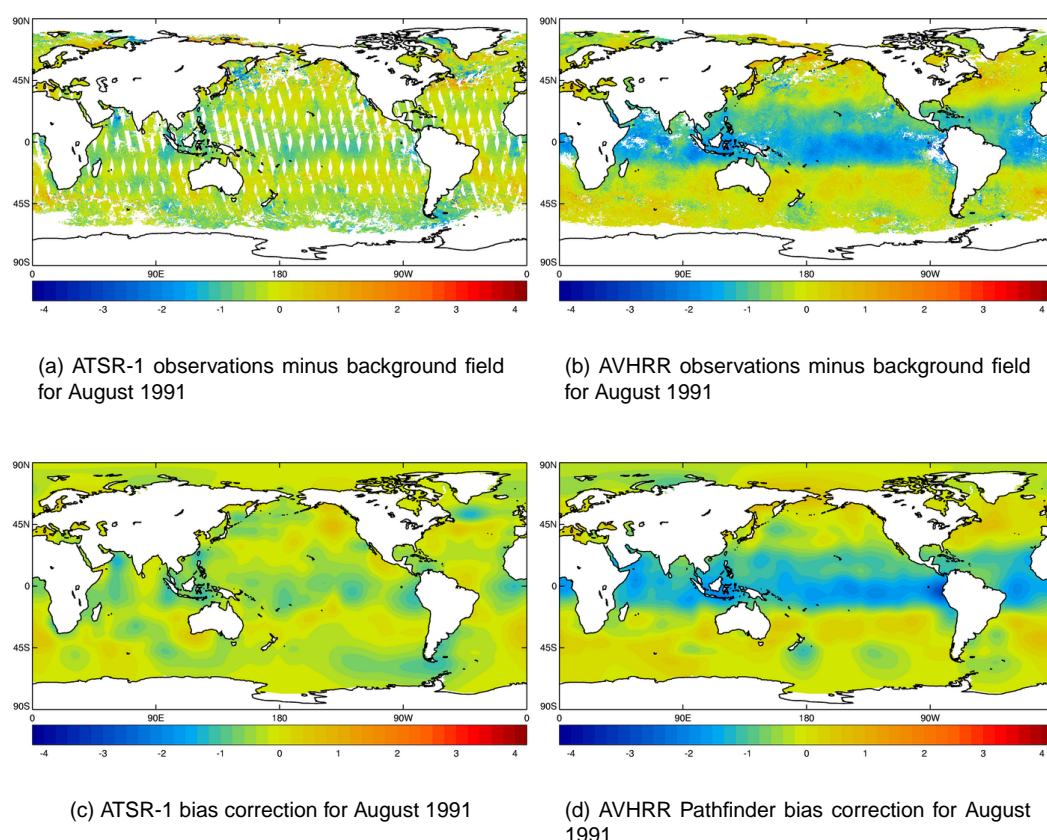 90N
45N
0
45S
90S
0 90E 180 90W 0
-4 -3 -2 -1 0 1 2 3 4
(a) ATSR-1 observations minus background field
for August 1991
90N
45N
0
45S
90S
0 90E 180 90W
-4 -3 -2 -1 0 1 2 3 4
(b) AVHRR observations minus background field
for August 1991
90N
45N
0
45S
90S
0 90E 180 90W 0
-4 -3 -2 -1 0 1 2 3 4
(c) ATSR-1 bias correction for August 1991
90N
45N
0
45S
90S
0 90E 180 90W
-4 -3 -2 -1 0 1 2 3 4
(d) AVHRR Pathfinder bias correction for August
1991